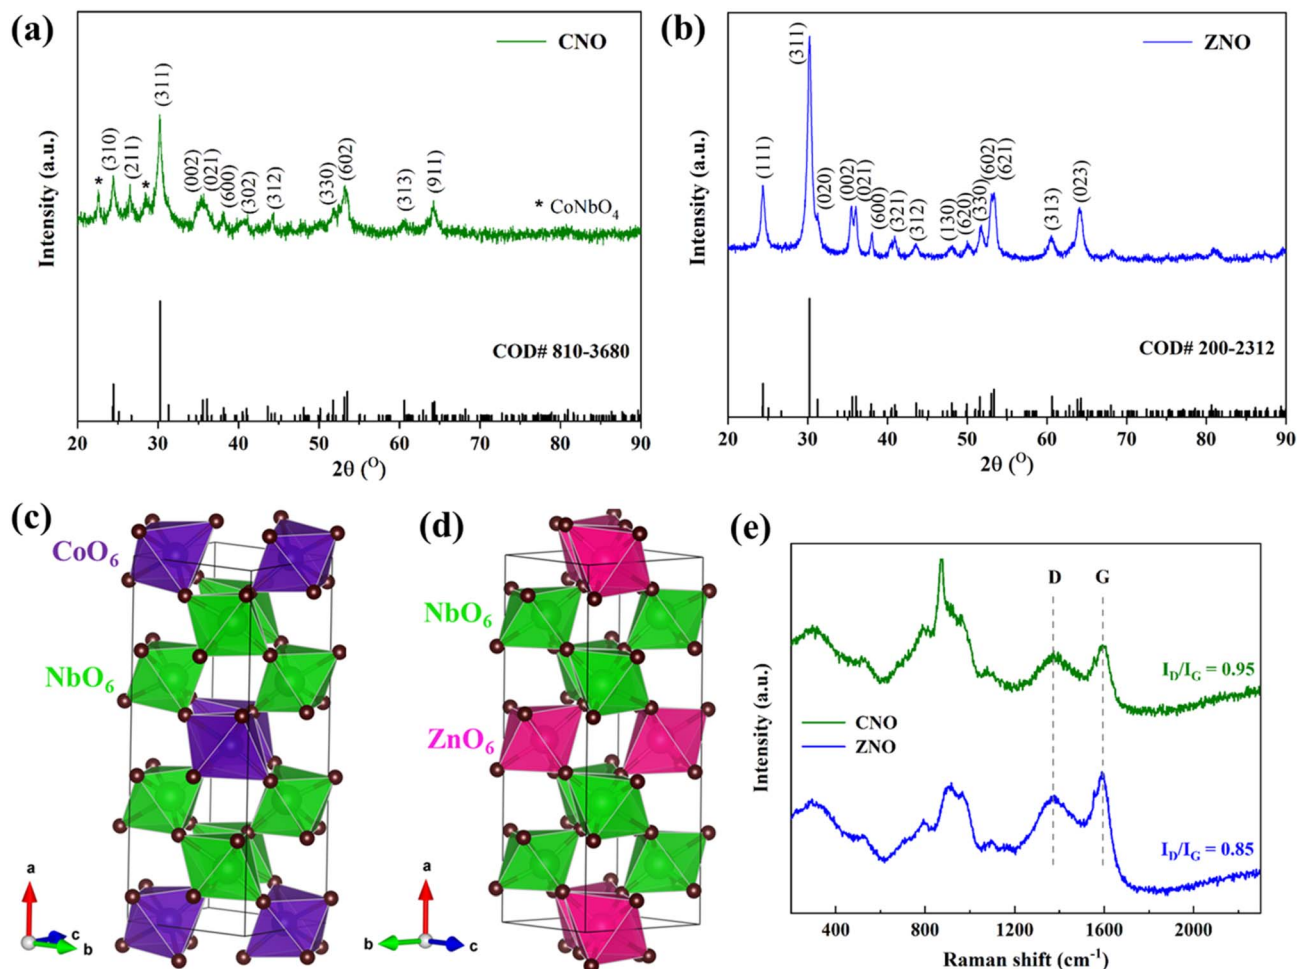 (a)
CNO
Intensity (a.u.)
*
(310)
(211)
*
(311)
(002)
(021)
(600)
(302)
(312)
(330)
(602)
(313)
(911)
* CoNbO4
COD# 810-3680
20 30 40 50 60 70 80 90
2θ (O)
(b)
ZNO
Intensity (a.u.)
(111)
(311)
(020)
(002)
(021)
(600)
(321)
(312)
(130)
(620)
(330)
(602)
(621)
(313)
(023)
COD# 200-2312
20 30 40 50 60 70 80 90
2θ (O)
(c)
CoO6
NbO6
a
c
b
(d)
NbO6
ZnO6
a
b
c
(e)
Intensity (a.u.)
D G
ID/IG = 0.95
CNO
ZNO
ID/IG = 0.85
400 800 1200 1600 2000
Raman shift (cm-1)